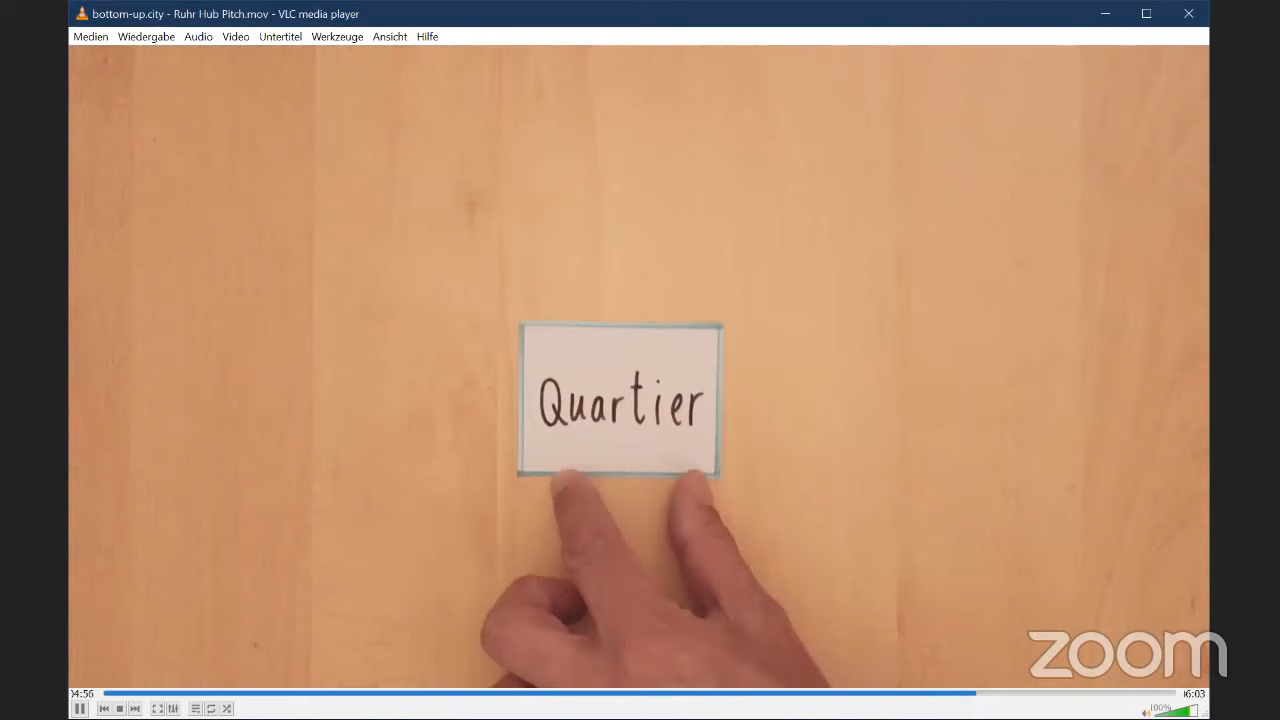 bottom-up.city - Ruhr Hub Pitch.mov - VLC media player
Medien Wiedergabe Audio Video Untertitel Werkzeuge Ansicht Hilfe
Quartier
zoom
04:56
06:03
100%